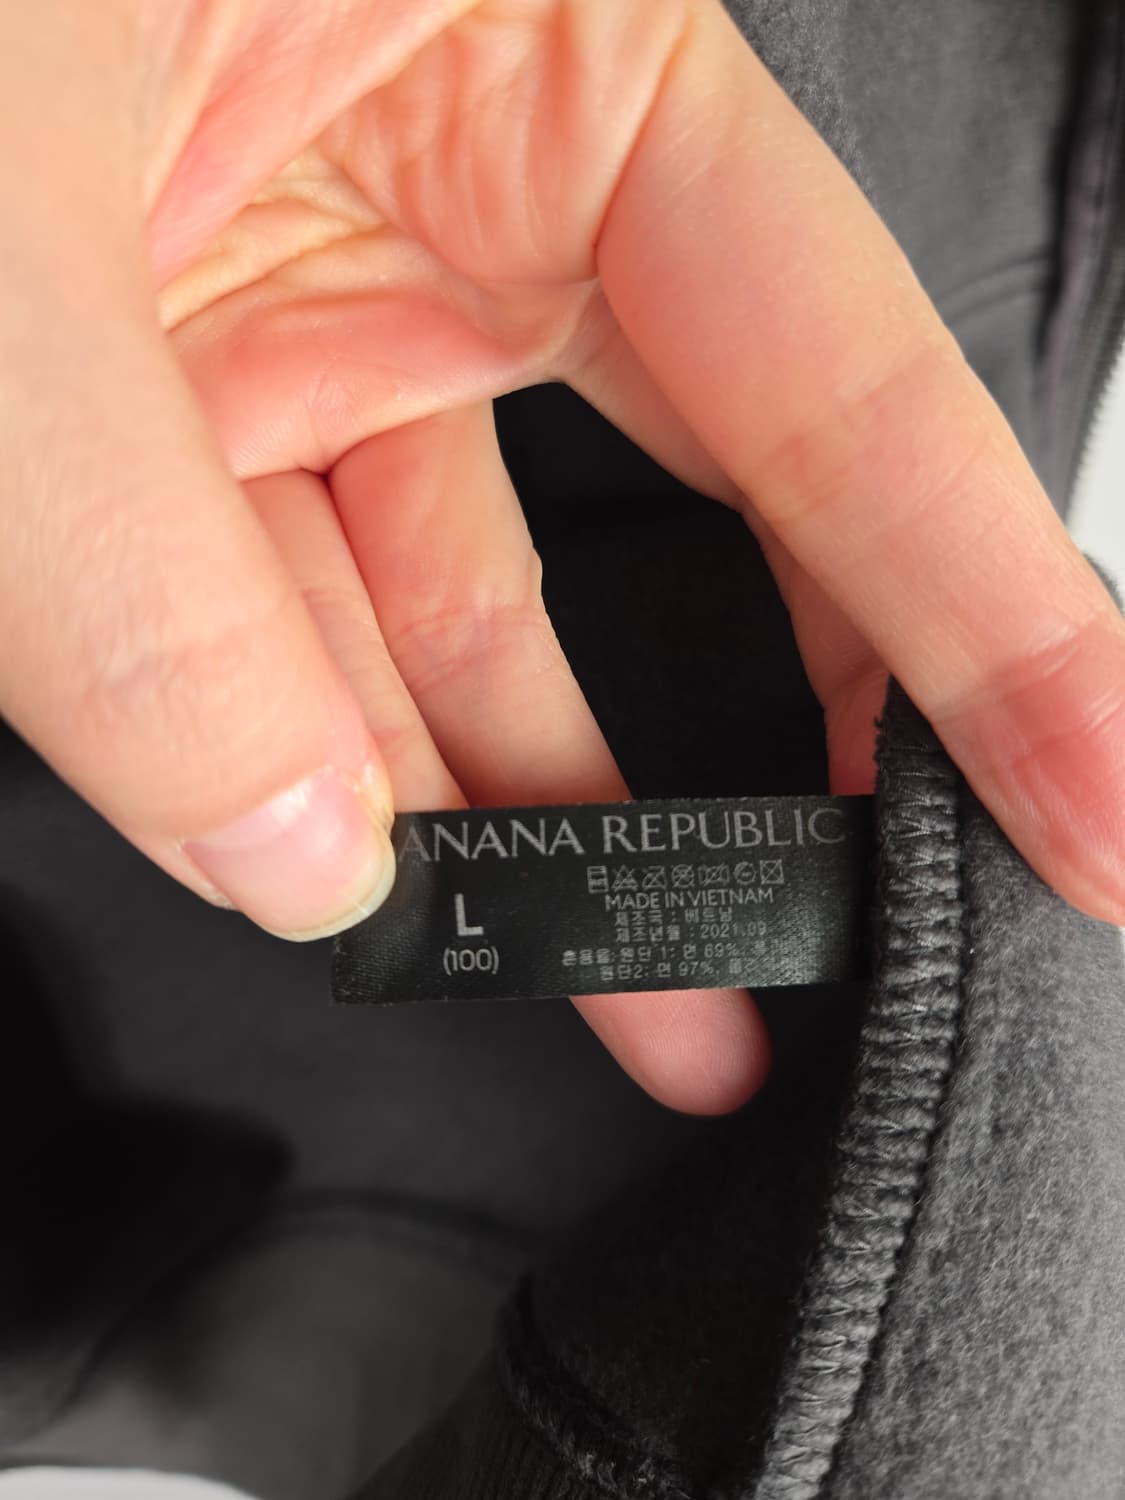 ANANA REPUBLIC
L
(100)
MADE IN VIETNAM
제조국 : 베트남
제조년월 : 2021.09
혼용율: 원단 1: 면 69%,
원단2: 면 97%,